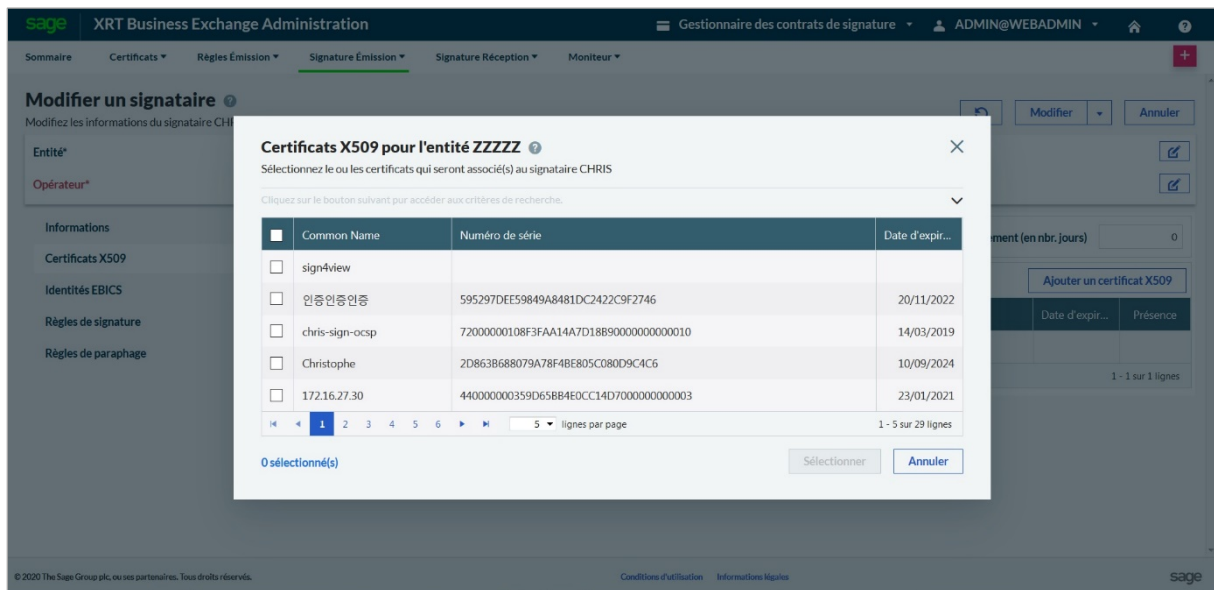 sage XRT Business Exchange Administration Gestionnaire des contrats de signature ADMIN@WEBADMIN
Sommaire Certificats Règles Émission Signature Émission Signature Réception Moniteur
Modifier un signataire
Modifier Annuler
Modifiez les informations du signataire CHR
Entité*
Opérateur*
Informations
Certificats X509
Identités EBICS
Règles de signature
Règles de paraphage
ement (en nbr. jours) 0
Ajouter un certificat X509
Date d'expir... Présence
1 - 1 sur 1 lignes
Certificats X509 pour l'entité ZZZZZ
Sélectionnez le ou les certificats qui seront associé(s) au signataire CHRIS
Cliquez sur le bouton suivant pur accéder aux critères de recherche.
Common Name Numéro de série Date d'expir...
sign4view
인증인증인증 595297DEE59849A8481DC2422C9F2746 20/11/2022
chris-sign-ocsp 72000000108F3FAA14A7D18B90000000000010 14/03/2019
Christophe 2D863B688079A78F4BE805C080D9C4C6 10/09/2024
172.16.27.30 440000000359D65BB4E0CC14D7000000000003 23/01/2021
1 2 3 4 5 6 5 lignes par page 1 - 5 sur 29 lignes
0 sélectionné(s) Sélectionner Annuler
© 2020 The Sage Group plc, ou ses partenaires. Tous droits réservés. Conditions d'utilisation Informations légales sage